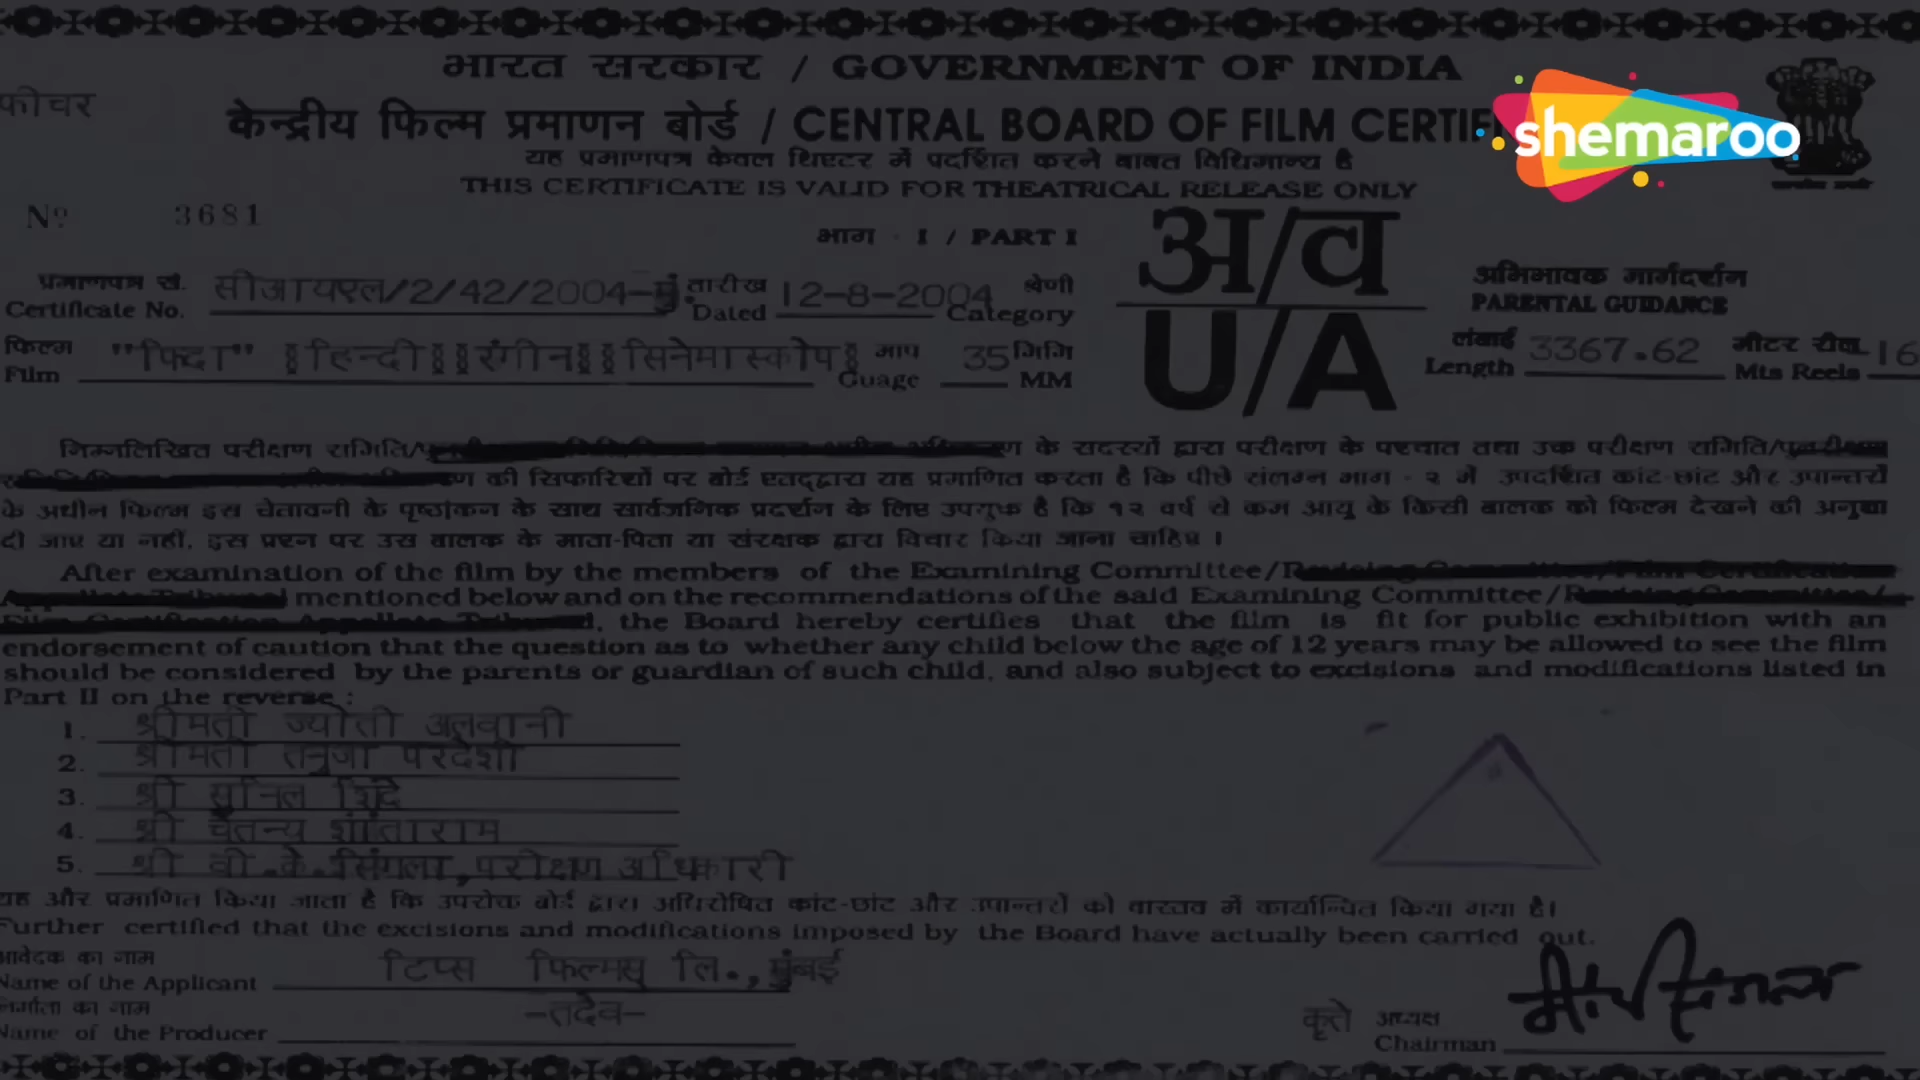 भारत सरकार / GOVERNMENT OF INDIA
फीचर
केन्द्रीय फिल्म प्रमाणन बोर्ड / CENTRAL BOARD OF FILM CERTIF
shemaroo
यह प्रमाणपत्र केवल थिएटर में प्रदर्शित करने बाबत विधिमान्य है
THIS CERTIFICATE IS VALID FOR THEATRICAL RELEASE ONLY
Nº 3681
भाग - I / PART I
अ/व
U/A
अभिभावक मार्गदर्शन
PARENTAL GUIDANCE
प्रमाणपत्र सं. सीआयएल/2/42/2004-मुं. तारीख 12-8-2004 श्रेणी
Certificate No. Dated Category
फिल्म "फिदा" हिन्दी रंगीन सिनेमास्कोप माप 35 मिमि
Film Guage MM
लंबाई 3367.62 मीटर रील 16
Length Mts Reels
निम्नलिखित परीक्षण समिति/ के सदस्यों द्वारा परीक्षण के पश्चात तथा उक्त परीक्षण समिति/
की सिफारिशों पर बोर्ड एतद्द्वारा यह प्रमाणित करता है कि पीछे संलग्न भाग - २ में उपदर्शित कांट-छांट और उपान्तरों
के अधीन फिल्म इस चेतावनी के पृष्ठांकन के साथ सार्वजनिक प्रदर्शन के लिए उपयुक्त है कि १२ वर्ष से कम आयु के किसी बालक को फिल्म देखने की अनुज्ञा
दी जाए या नहीं, इस प्रश्न पर उस बालक के माता-पिता या संरक्षक द्वारा विचार किया जाना चाहिए ।
After examination of the film by the members of the Examining Committee/
mentioned below and on the recommendations of the said Examining Committee/
, the Board hereby certifies that the film is fit for public exhibition with an
endorsement of caution that the question as to whether any child below the age of 12 years may be allowed to see the film
should be considered by the parents or guardian of such child, and also subject to excisions and modifications listed in
Part II on the reverse :
1. श्रीमती ज्योती अलवानी
2. श्रीमती तनुजा परदेशी
3. श्री सुनिल शिंदे
4. श्री चैतन्य शांताराम
5. श्री वी.के.सिंगला,परीक्षण अधिकारी
यह और प्रमाणित किया जाता है कि उपरोक्त बोर्ड द्वारा अधिरोपित कांट-छांट और उपान्तरों को वास्तव में कार्यान्वित किया गया है।
Further certified that the excisions and modifications imposed by the Board have actually been carried out.
आवेदक का नाम टिप्स फिल्मस् लि.,मुंबई
Name of the Applicant
निर्माता का नाम -तदैव-
Name of the Producer
कृते अध्यक्ष
Chairman